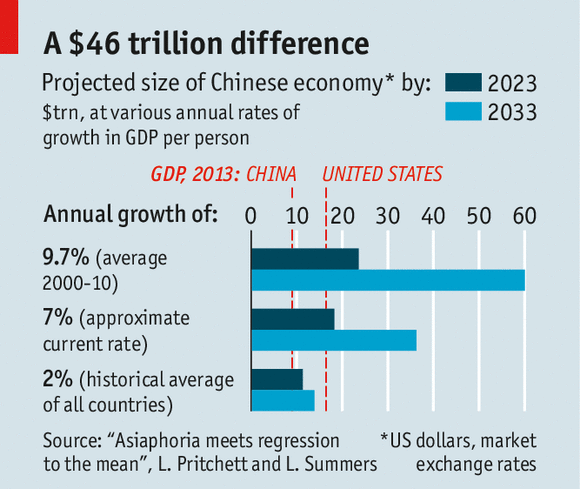 A $46 trillion difference
Projected size of Chinese economy* by:
2023
$trn, at various annual rates of
growth in GDP per person
2033
GDP, 2013: CHINA
UNITED STATES
Annual growth of:
0 10 20 30 40 50 60
9.7% (average
2000-10)
7% (approximate
current rate)
2% (historical average
of all countries)
Source: “Asiaphoria meets regression
to the mean”, L. Pritchett and L. Summers
*US dollars, market
exchange rates